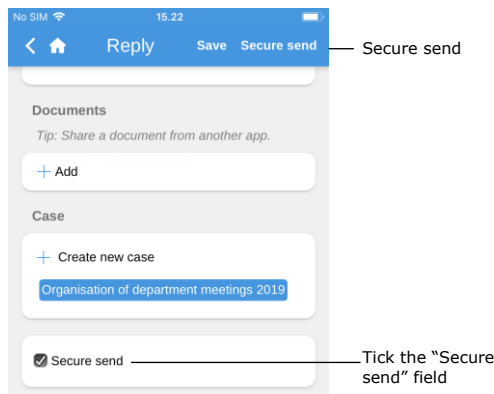 No SIM 15.22
Reply Save Secure send
Secure send
Documents
Tip: Share a document from another app.
+ Add
Case
+ Create new case
Organisation of department meetings 2019
Secure send
Tick the “Secure
send” field